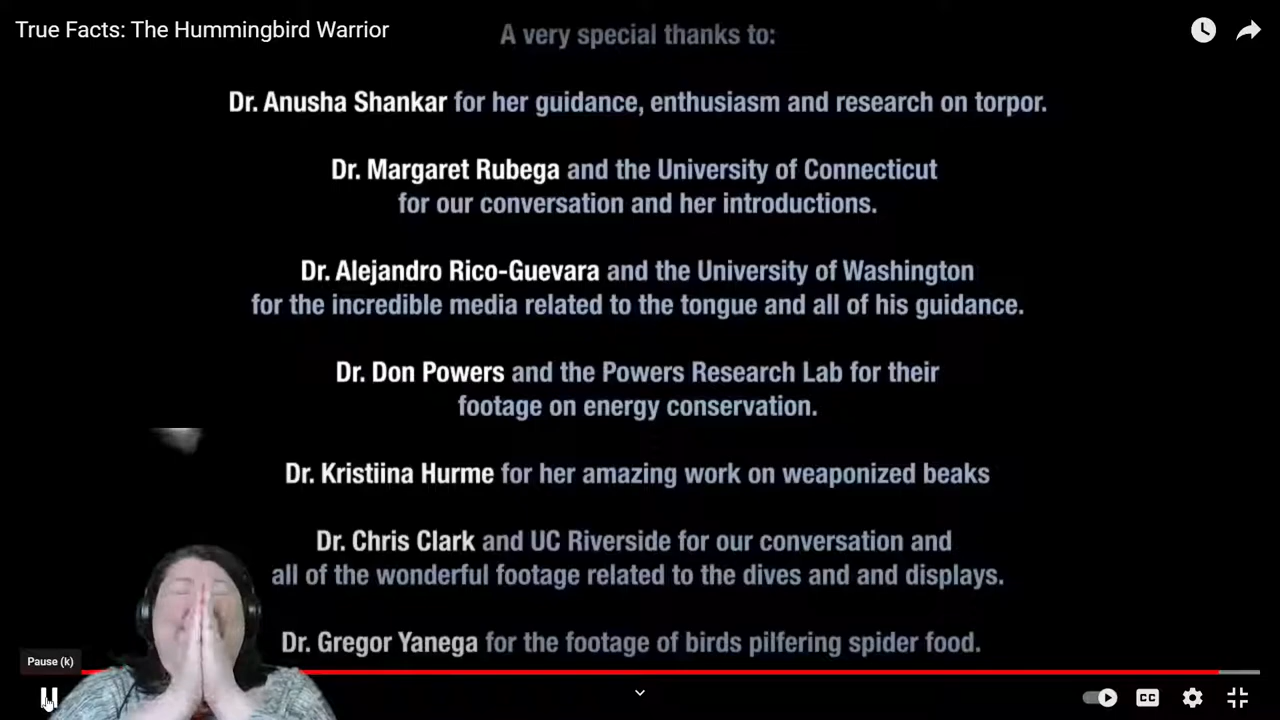 True Facts: The Hummingbird Warrior
A very special thanks to:
Dr. Anusha Shankar for her guidance, enthusiasm and research on torpor.
Dr. Margaret Rubega and the University of Connecticut
for our conversation and her introductions.
Dr. Alejandro Rico-Guevara and the University of Washington
for the incredible media related to the tongue and all of his guidance.
Dr. Don Powers and the Powers Research Lab for their
footage on energy conservation.
Dr. Kristiina Hurme for her amazing work on weaponized beaks
Dr. Chris Clark and UC Riverside for our conversation and
all of the wonderful footage related to the dives and and displays.
Dr. Gregor Yanega for the footage of birds pilfering spider food.
Pause (k)
CC